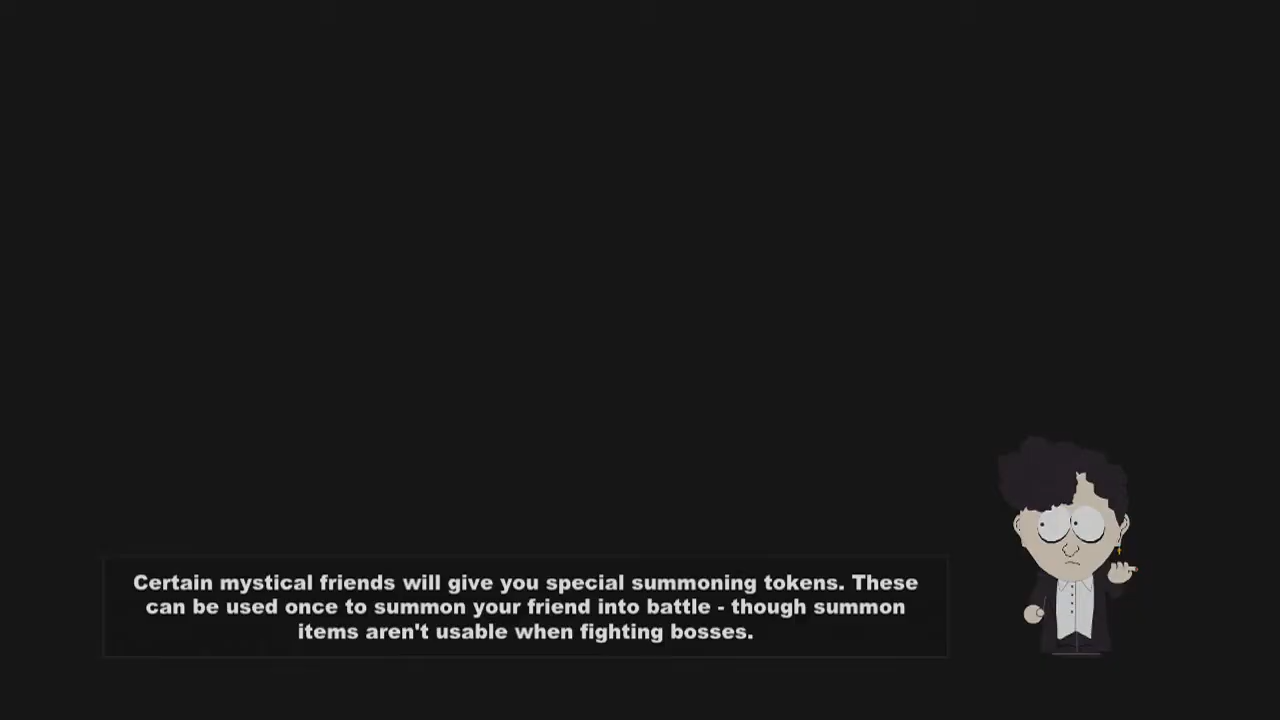 Certain mystical friends will give you special summoning tokens. These
can be used once to summon your friend into battle - though summon
items aren't usable when fighting bosses.